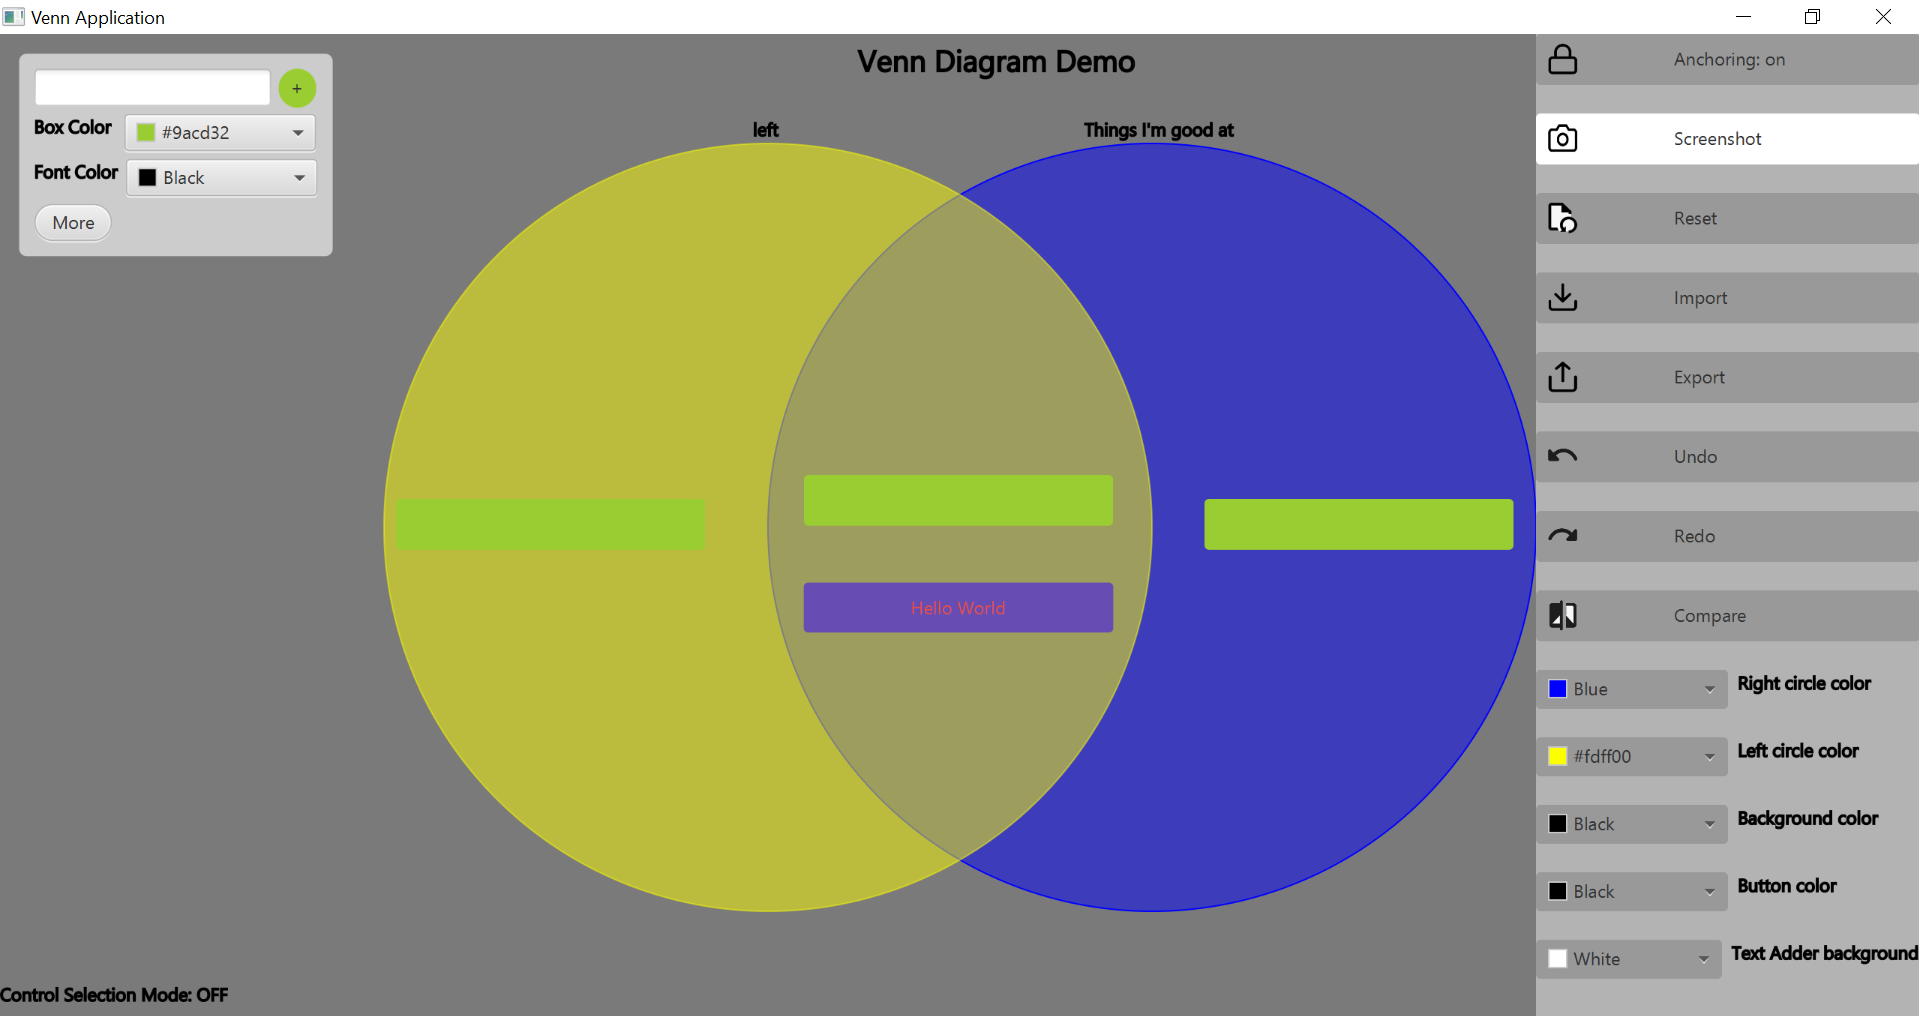 Venn Application
+
Box Color
#9acd32
Font Color
Black
More
Venn Diagram Demo
left
Things I'm good at
Hello World
Control Selection Mode: OFF
Anchoring: on
Screenshot
Reset
Import
Export
Undo
Redo
Compare
Blue
Right circle color
#fdff00
Left circle color
Black
Background color
Black
Button color
White
Text Adder background